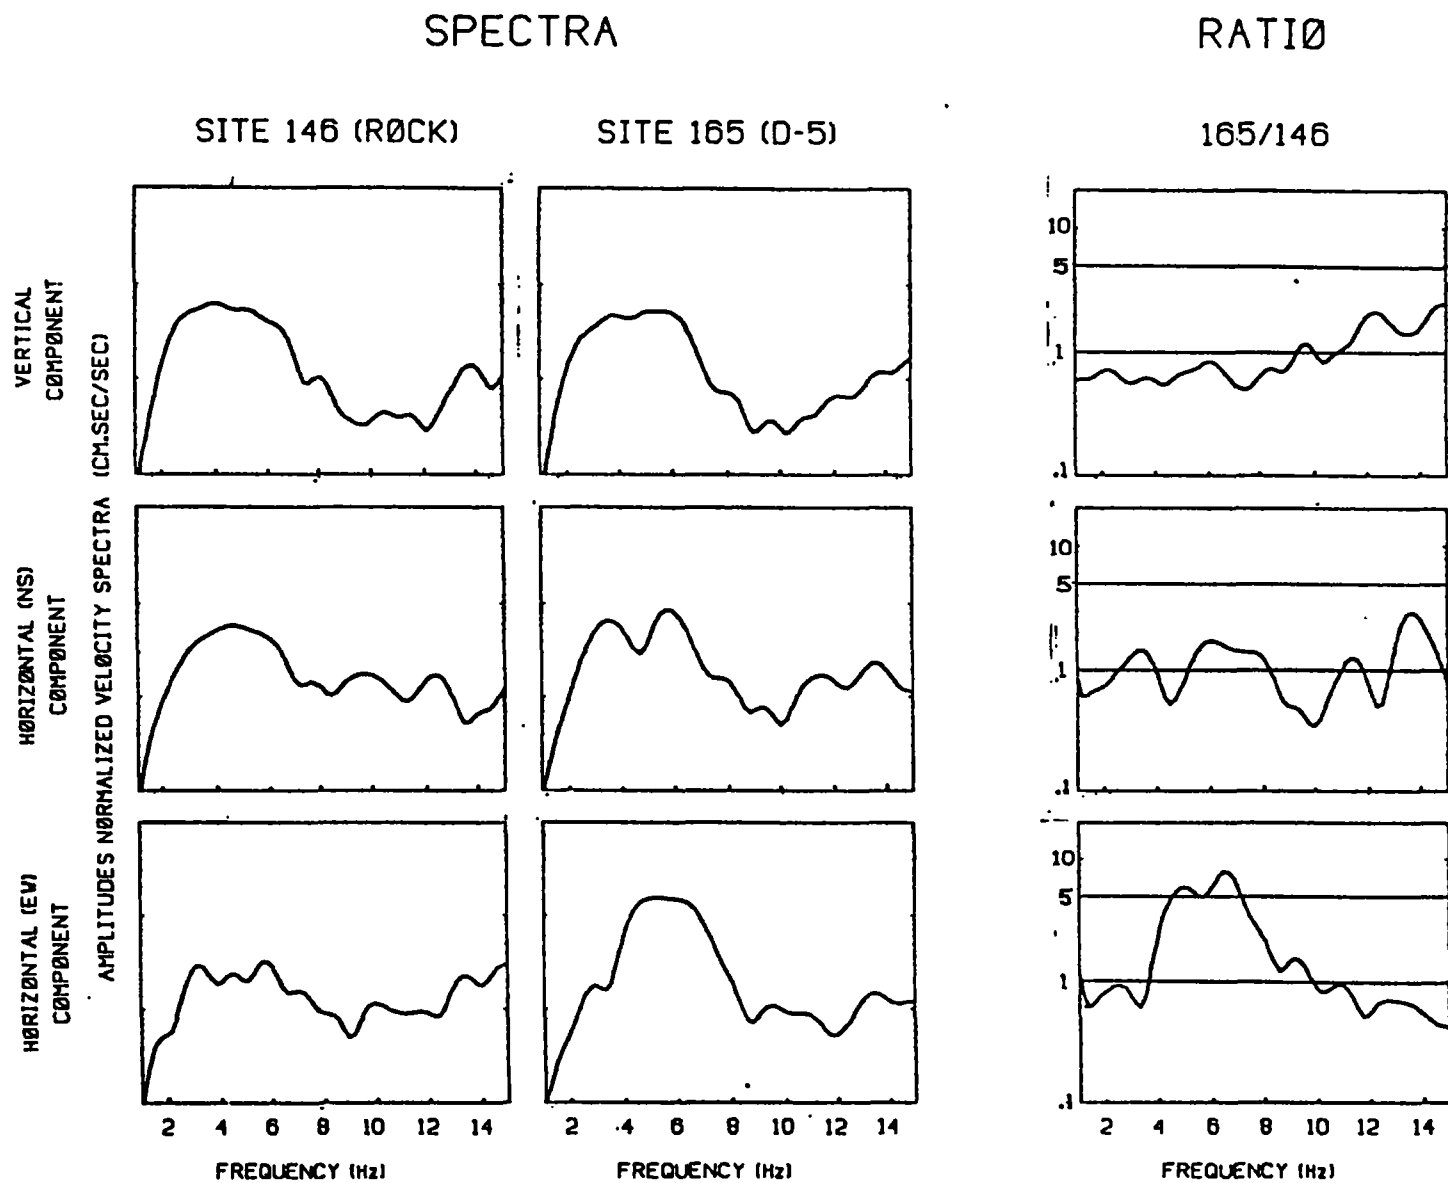 SPECTRA
RATIØ
SITE 146 (RØCK)
SITE 165 (D-5)
165/146
VERTICAL
CØMPØNENT
HØRIZØNTAL (NS)
CØMPØNENT
HØRIZØNTAL (EW)
CØMPØNENT
AMPLITUDES NØRMALIZED VELØCITY SPECTRA (CM.SEC/SEC)
10
5
1
.1
10
5
1
.1
10
5
1
.1
2 4 6 8 10 12 14
2 4 6 8 10 12 14
2 4 6 8 10 12 14
FREQUENCY (Hz)
FREQUENCY (Hz)
FREQUENCY (Hz)